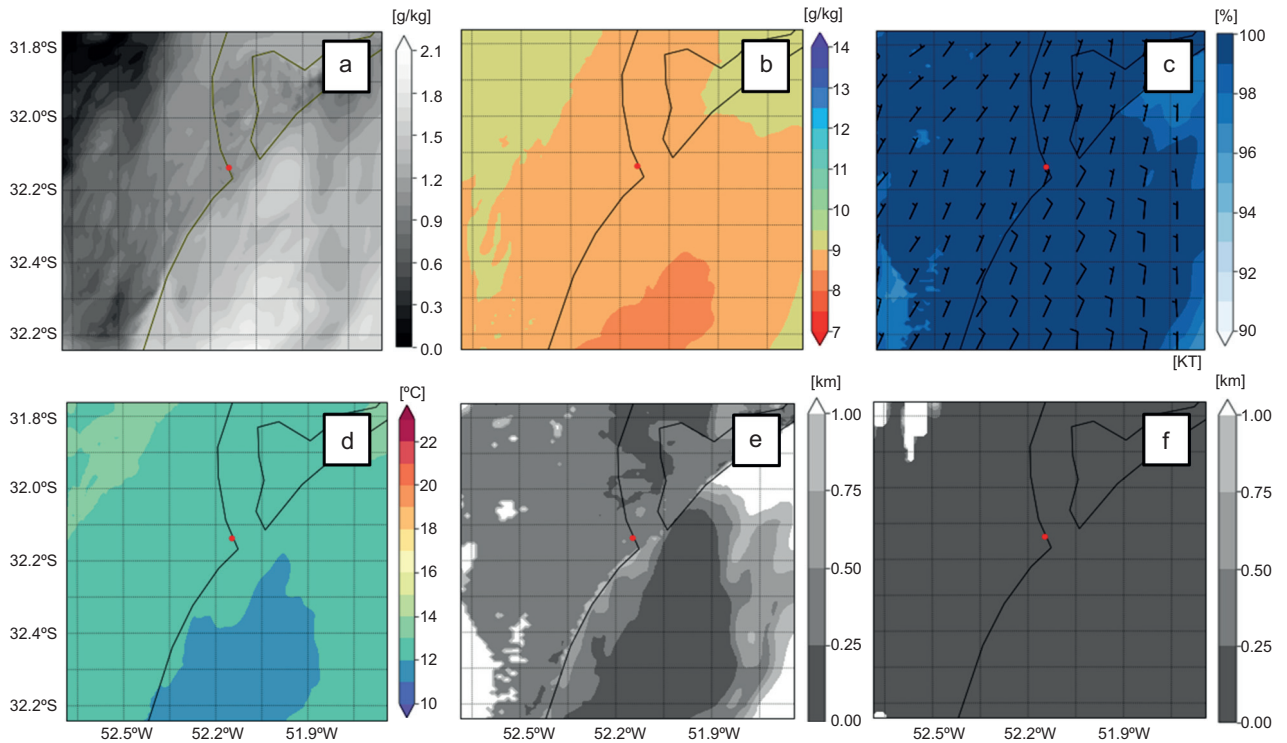 [g/kg] [g/kg] [%]
31.8ºS a 2.1 b 14 c 100
32.0ºS 1.8 13 98
32.2ºS 1.5 12 96
32.4ºS 1.2 11 94
32.2ºS 0.9 10 92
0.6 9 90
0.3 8
0.0 7
[KT]
[ºC] [km] [km]
31.8ºS d 22 e 1.00 f 1.00
32.0ºS 20 0.75 0.75
32.2ºS 18 0.50 0.50
32.4ºS 16 0.25 0.25
32.2ºS 14 0.00 0.00
12
10
52.5ºW 52.2ºW 51.9ºW 52.5ºW 52.2ºW 51.9ºW 52.5ºW 52.2ºW 51.9ºW